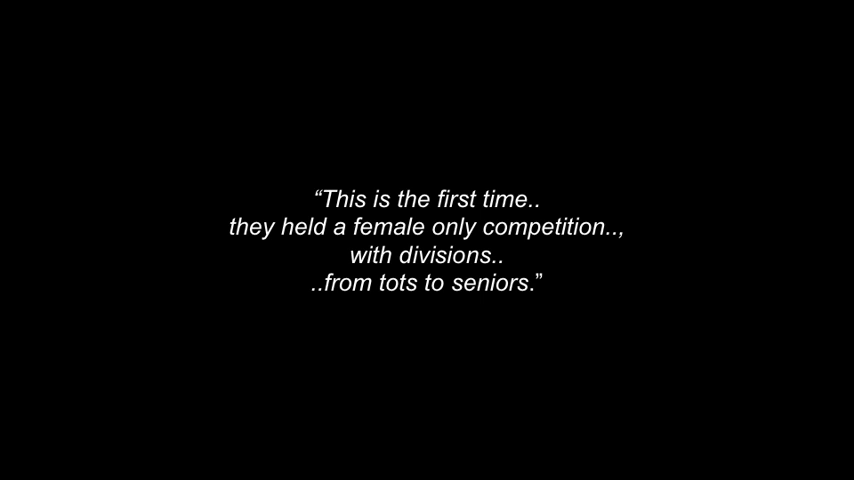 “This is the first time..
they held a female only competition..,
with divisions..
..from tots to seniors.”